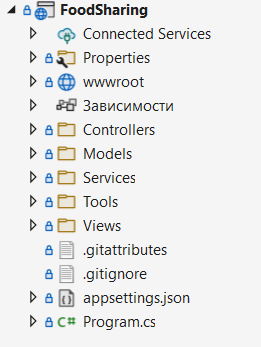 FoodSharing
Connected Services
Properties
wwwroot
Зависимости
Controllers
Models
Services
Tools
Views
.gitattributes
.gitignore
appsettings.json
C# Program.cs